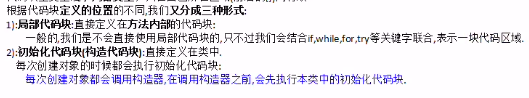 根据代码块定义的位置的不同,我们又分成三种形式:
1):局部代码块:直接定义在方法内部的代码块:
一般的,我们是不会直接使用局部代码块的,只不过我们会结合if,while,for,try等关键字联合,表示一块代码区域.
2):初始化代码块(构造代码块):直接定义在类中.
每次创建对象的时候都会执行初始化代码块:
每次创建对象都会调用构造器,在调用构造器之前,会先执行本类中的初始化代码块.